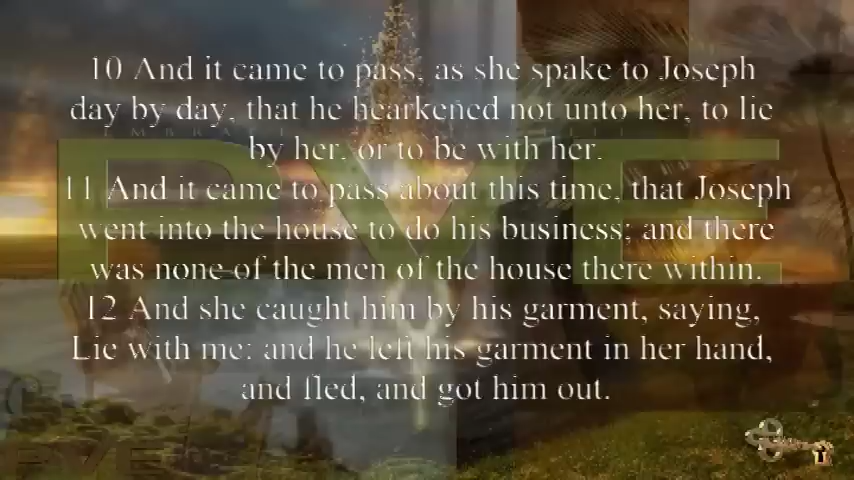 10 And it came to pass, as she spake to Joseph
day by day, that he hearkened not unto her, to lie
by her, or to be with her.
11 And it came to pass about this time, that Joseph
went into the house to do his business; and there
was none of the men of the house there within.
12 And she caught him by his garment, saying,
Lie with me: and he left his garment in her hand,
and fled, and got him out.